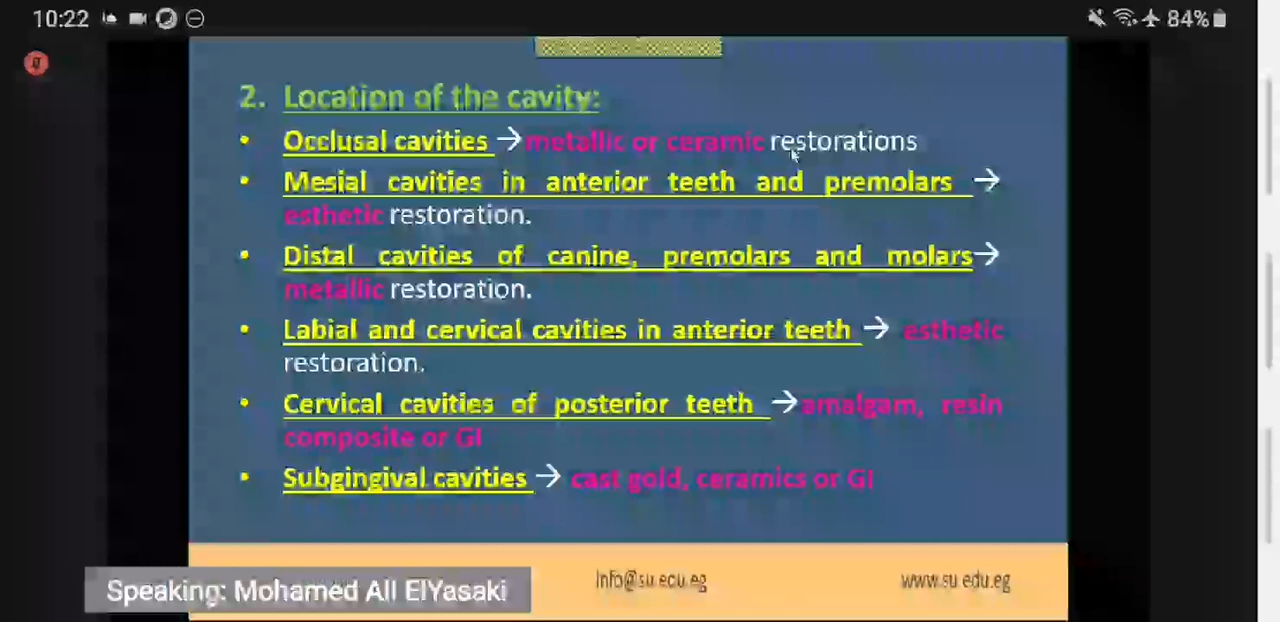 10:22 84%
2. Location of the cavity:
• Occlusal cavities → metallic or ceramic restorations
• Mesial cavities in anterior teeth and premolars →
esthetic restoration.
• Distal cavities of canine, premolars and molars→
metallic restoration.
• Labial and cervical cavities in anterior teeth → esthetic
restoration.
• Cervical cavities of posterior teeth →amalgam, resin
composite or GI
• Subgingival cavities → cast gold, ceramics or GI
Speaking: Mohamed Ali ElYasaki
Info@su.edu.eg www.su.edu.eg